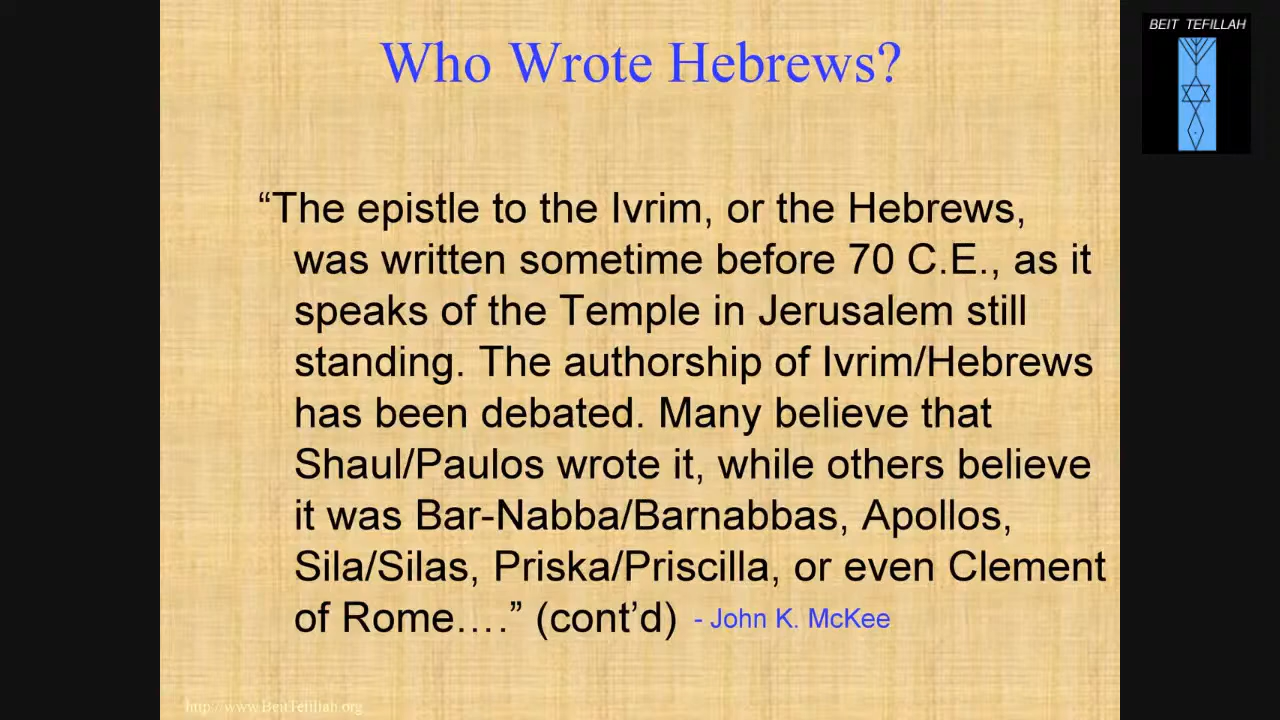 BEIT TEFILLAH
Who Wrote Hebrews?
“The epistle to the Ivrim, or the Hebrews,
was written sometime before 70 C.E., as it
speaks of the Temple in Jerusalem still
standing. The authorship of Ivrim/Hebrews
has been debated. Many believe that
Shaul/Paulos wrote it, while others believe
it was Bar-Nabba/Barnabbas, Apollos,
Sila/Silas, Priska/Priscilla, or even Clement
of Rome….” (cont’d) - John K. McKee
http://www.BeitTefillah.org